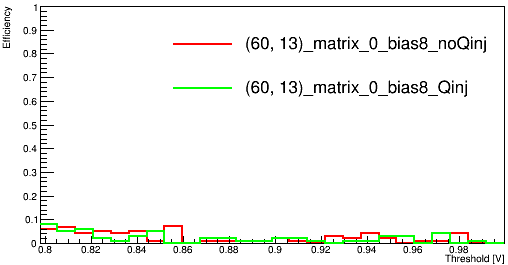 Efficiency
1
0.9
0.8
0.7
0.6
0.5
0.4
0.3
0.2
0.1
0
(60, 13)_matrix_0_bias8_noQinj
(60, 13)_matrix_0_bias8_Qinj
0.8 0.82 0.84 0.86 0.88 0.9 0.92 0.94 0.96 0.98
Threshold [V]